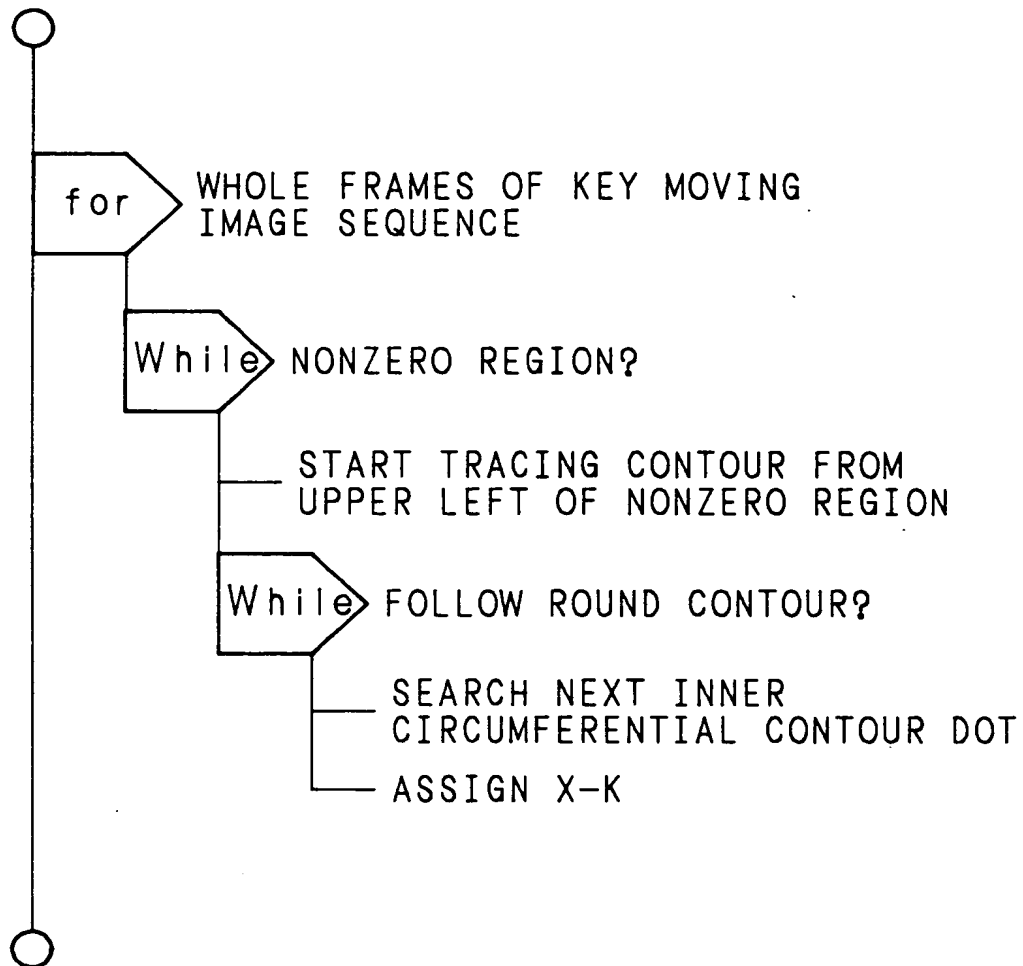 for
WHOLE FRAMES OF KEY MOVING
IMAGE SEQUENCE
While
NONZERO REGION?
START TRACING CONTOUR FROM
UPPER LEFT OF NONZERO REGION
While
FOLLOW ROUND CONTOUR?
SEARCH NEXT INNER
CIRCUMFERENTIAL CONTOUR DOT
ASSIGN X-K